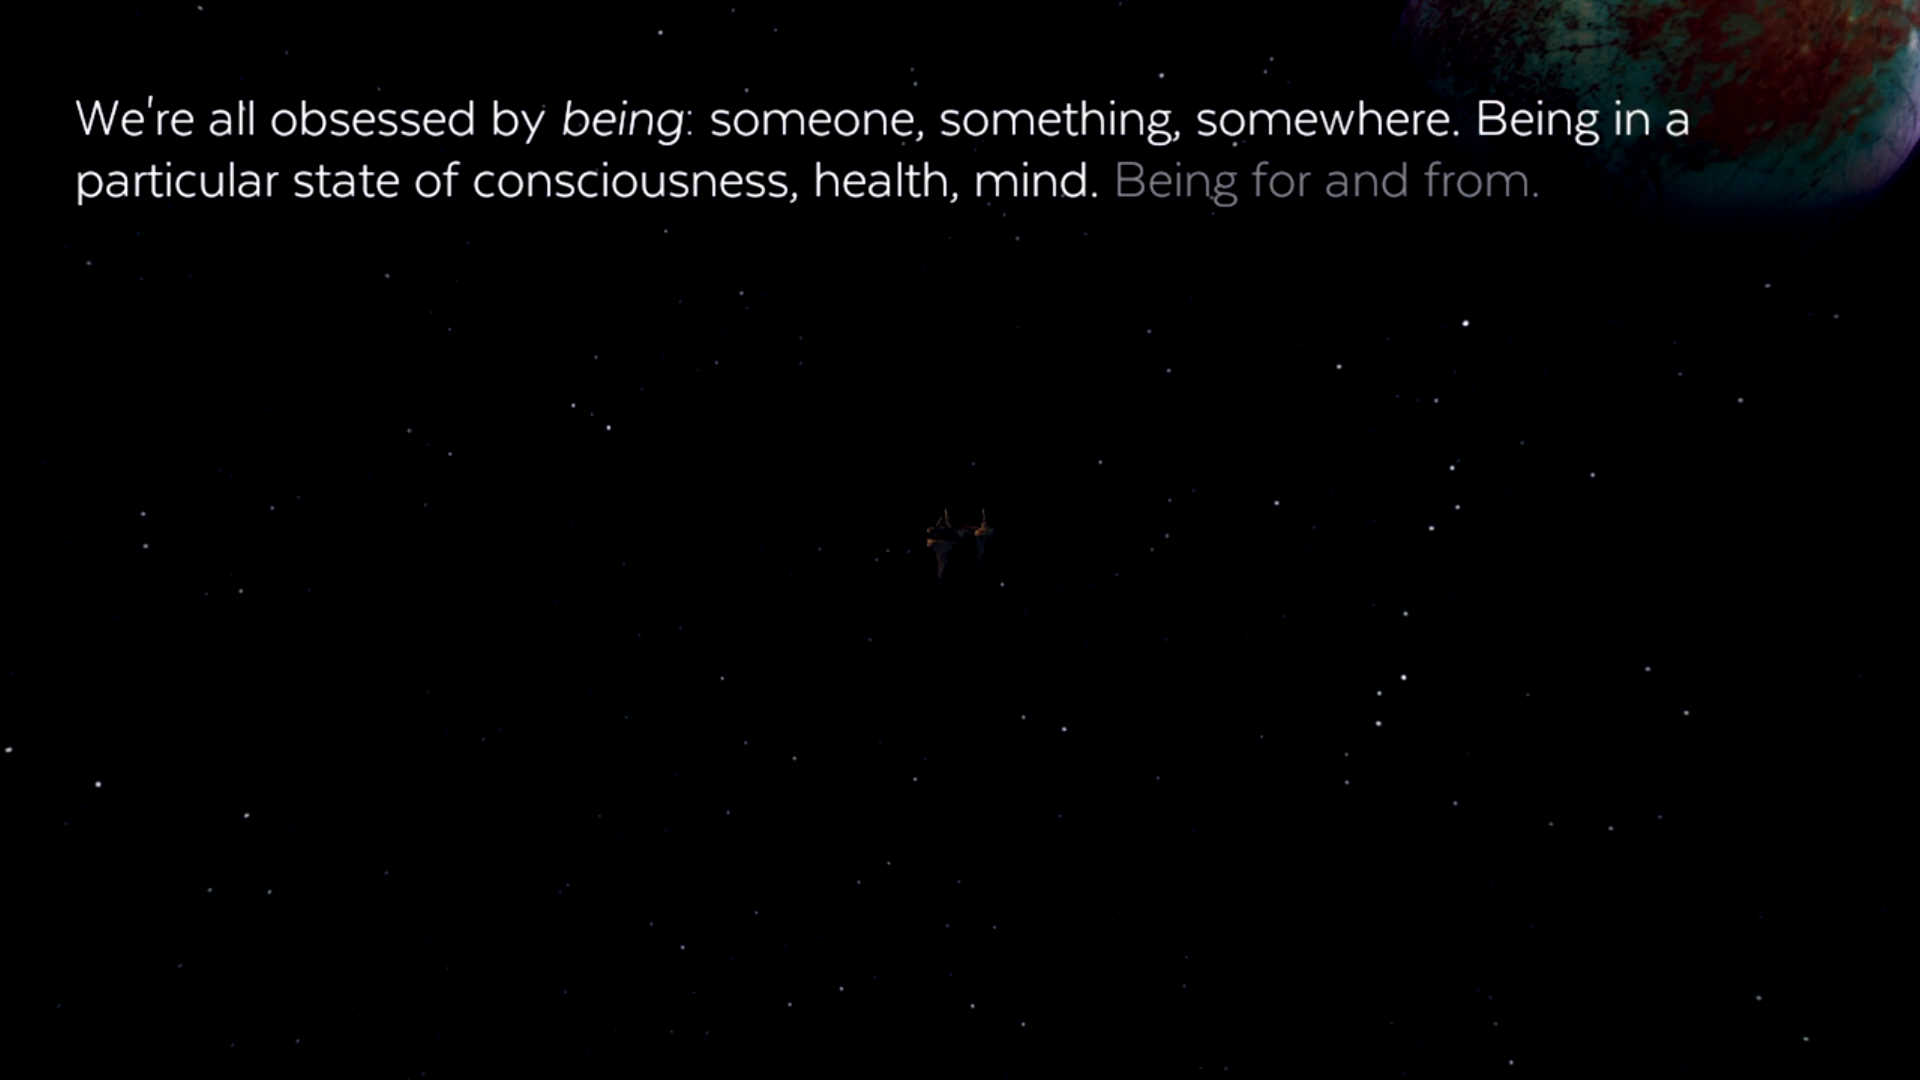 We're all obsessed by being: someone, something, somewhere. Being in a
particular state of consciousness, health, mind. Being for and from.